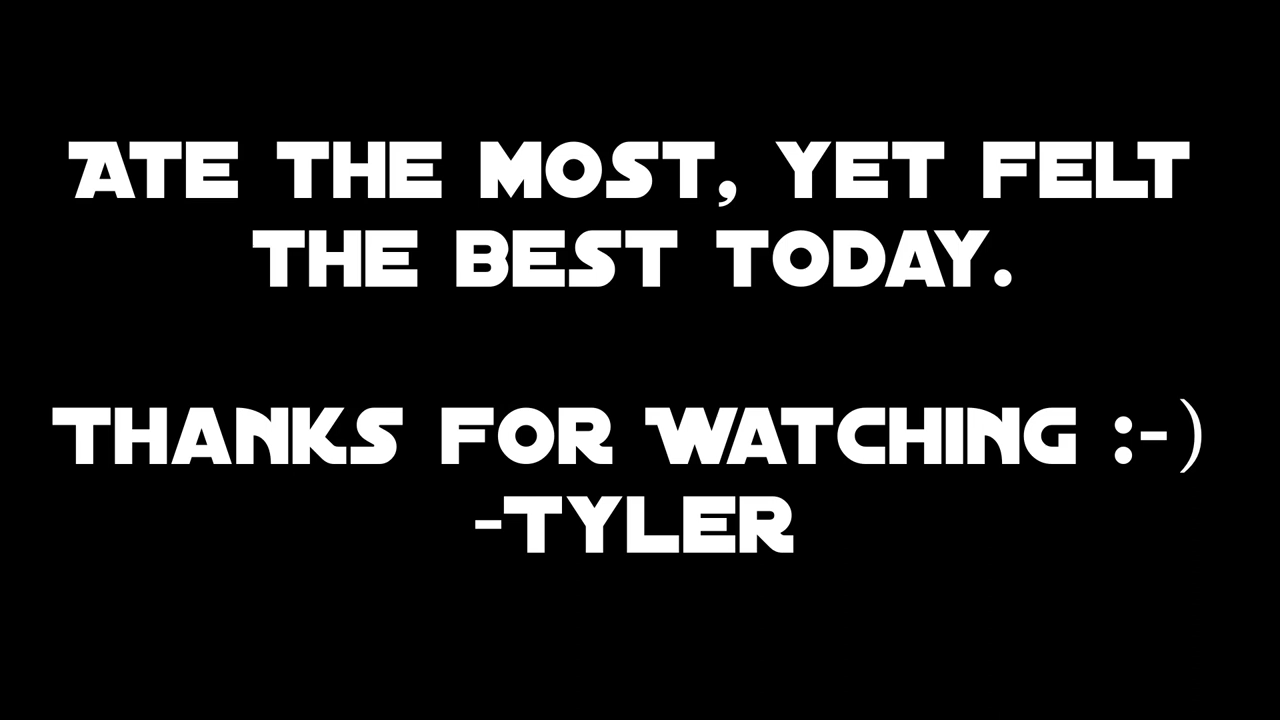 Ate the most, yet felt
the best today.
Thanks for watching :-)
-Tyler